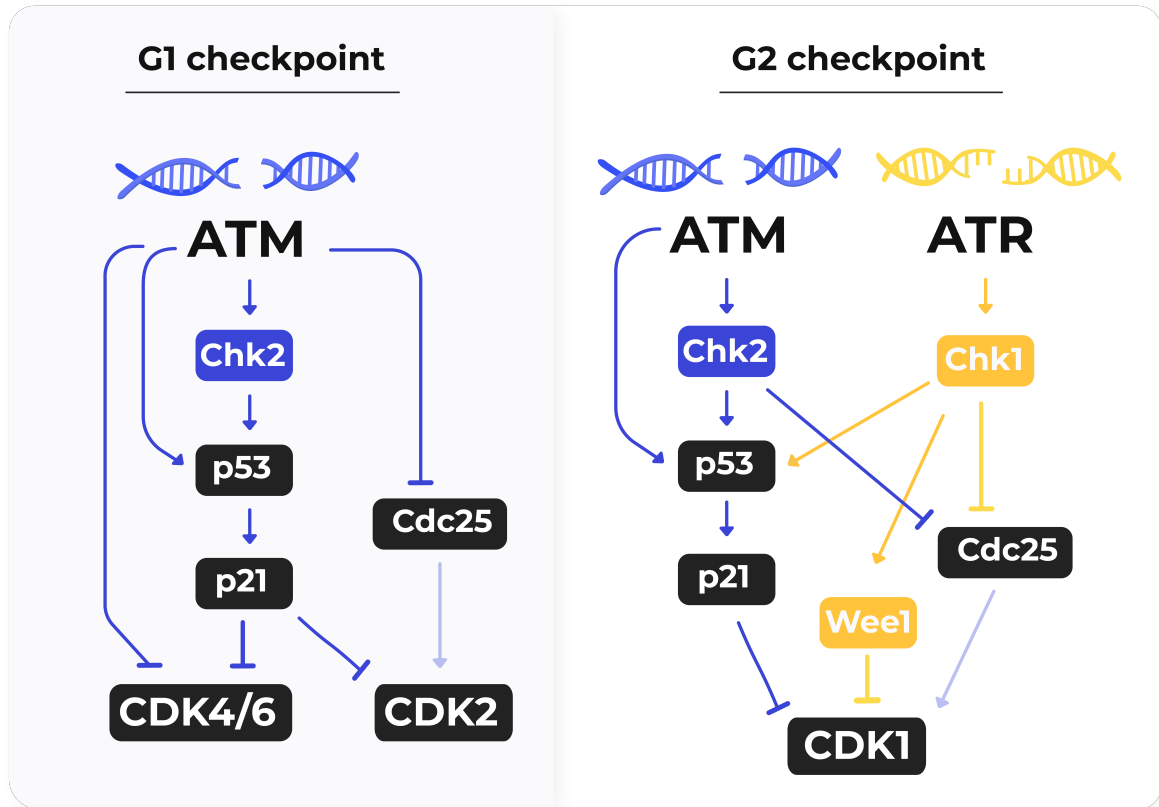 G1 checkpoint
ATM
Chk2
p53
Cdc25
p21
CDK4/6
CDK2
G2 checkpoint
ATM
ATR
Chk2
Chk1
p53
Cdc25
p21
Wee1
CDK1